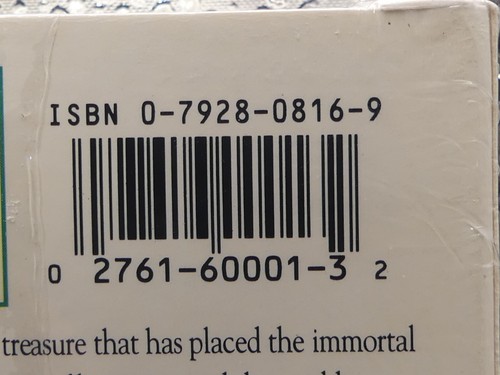 ISBN 0-7928-0816-9
0 2761-60001-3 2
treasure that has placed the immortal